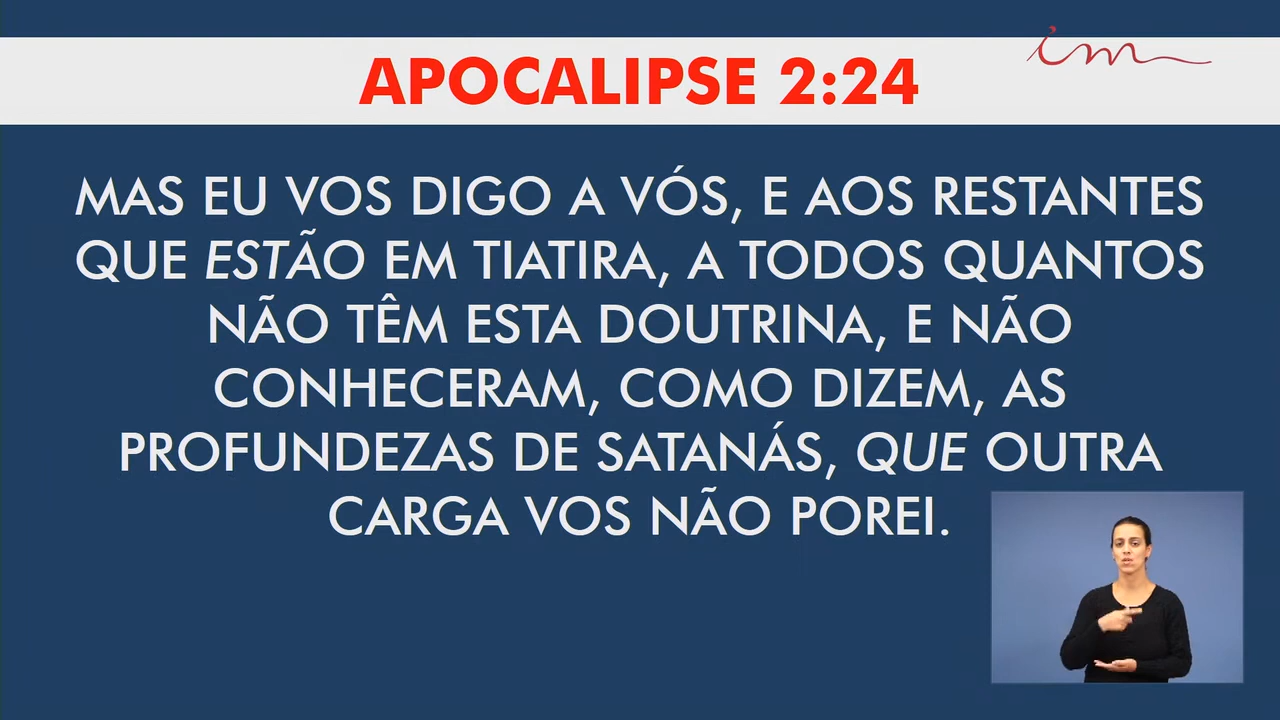 im
APOCALIPSE 2:24
MAS EU VOS DIGO A VÓS, E AOS RESTANTES
QUE ESTÃO EM TIATIRA, A TODOS QUANTOS
NÃO TÊM ESTA DOUTRINA, E NÃO
CONHECERAM, COMO DIZEM, AS
PROFUNDEZAS DE SATANÁS, QUE OUTRA
CARGA VOS NÃO POREI.